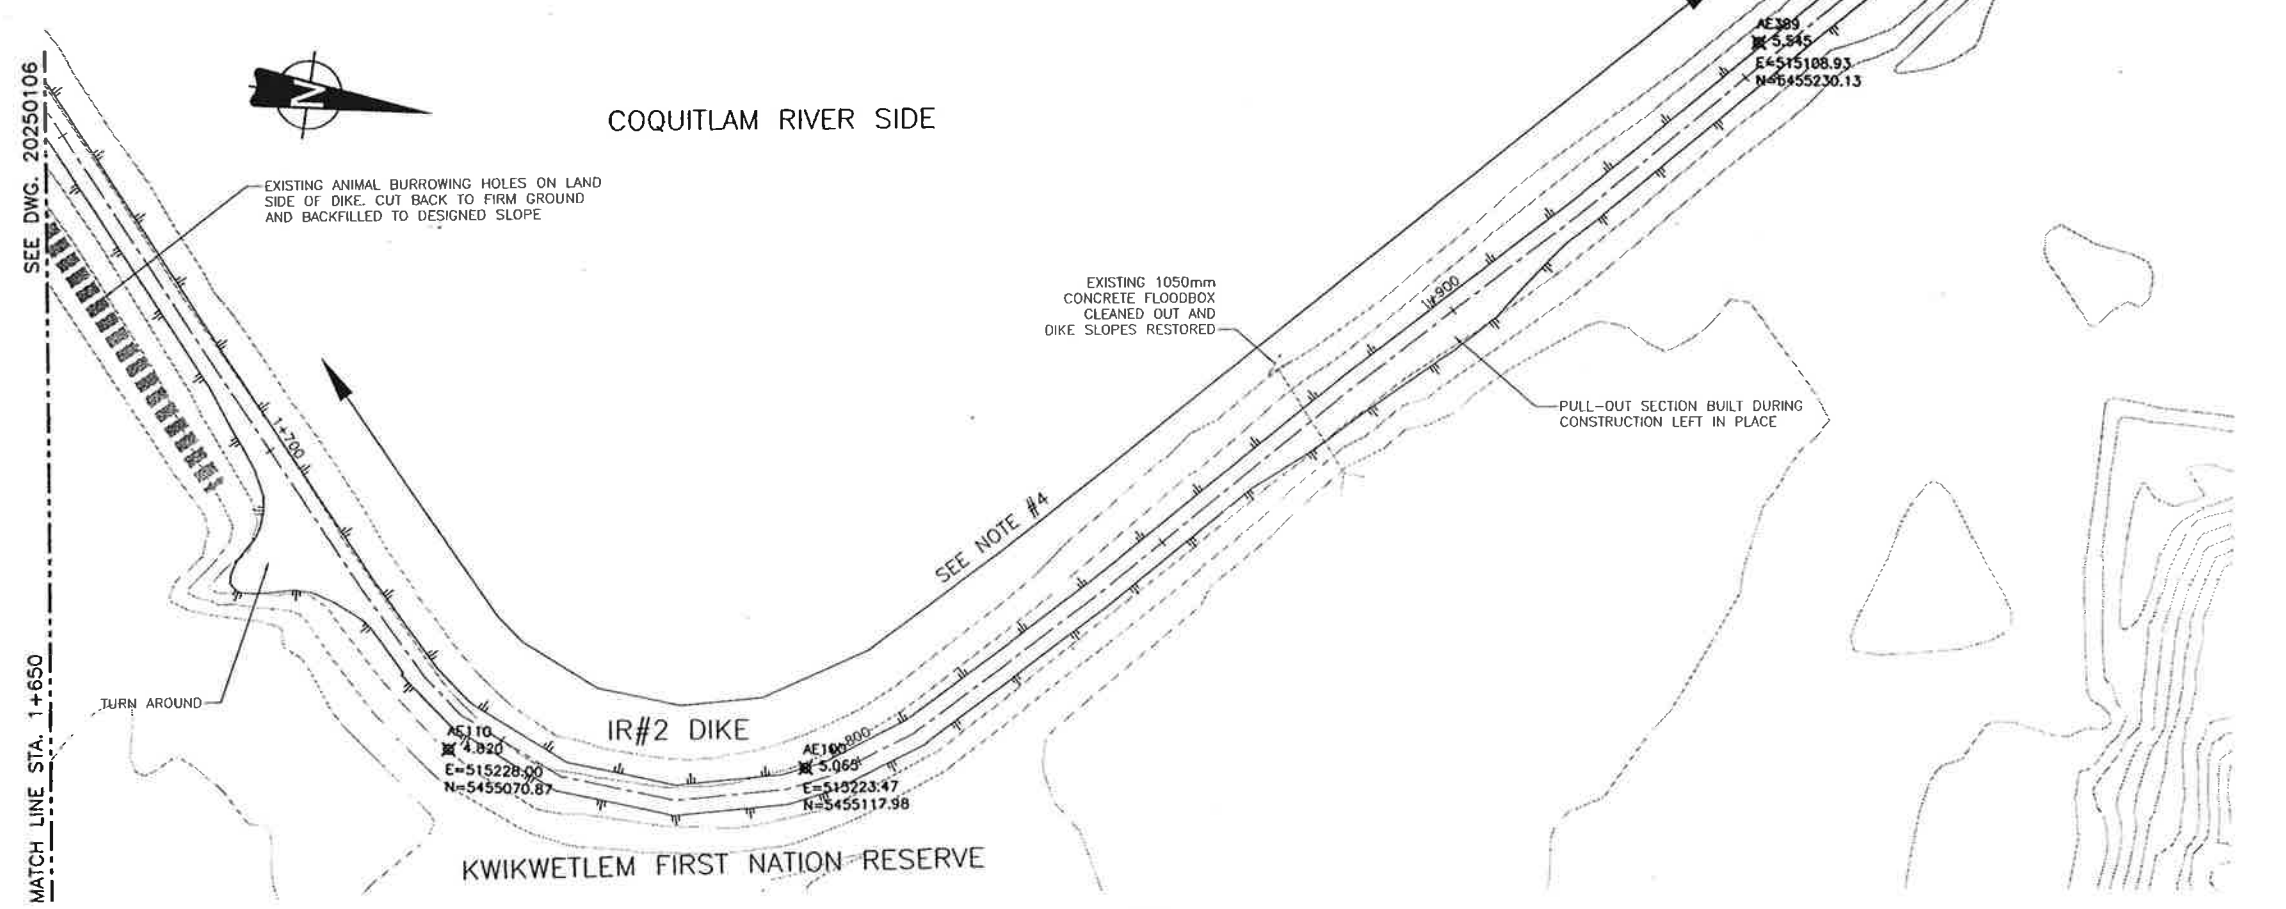 SEE DWG. 20250106
MATCH LINE STA. 1+650
N
COQUITLAM RIVER SIDE
EXISTING ANIMAL BURROWING HOLES ON LAND
SIDE OF DIKE. CUT BACK TO FIRM GROUND
AND BACKFILLED TO DESIGNED SLOPE
1+700
TURN AROUND
AE110
4.820
E=515228.00
N=5455070.87
IR#2 DIKE
AE100
5.065
E=515223.47
N=5455117.98
KWIKWETLEM FIRST NATION RESERVE
SEE NOTE #4
EXISTING 1050mm
CONCRETE FLOODBOX
CLEANED OUT AND
DIKE SLOPES RESTORED
1+900
PULL-OUT SECTION BUILT DURING
CONSTRUCTION LEFT IN PLACE
AE389
5.545
E=515108.93
N=5455230.13